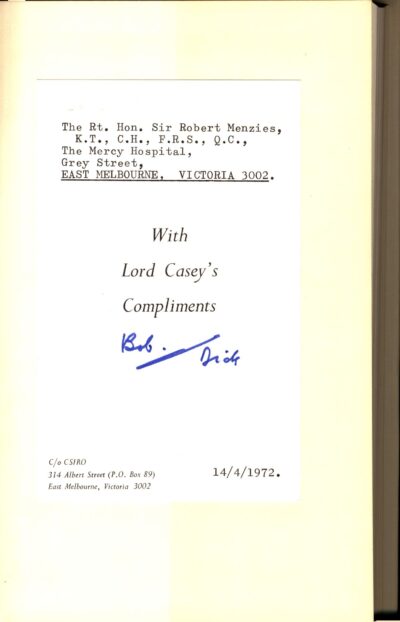 The Rt. Hon. Sir Robert Menzies,
K.T., C.H., F.R.S., Q.C.,
The Mercy Hospital,
Grey Street,
EAST MELBOURNE, VICTORIA 3002.
With
Lord Casey's
Compliments
Bob. / Dick
C/o CSIRO
314 Albert Street (P.O. Box 89)
East Melbourne, Victoria 3002
14/4/1972.